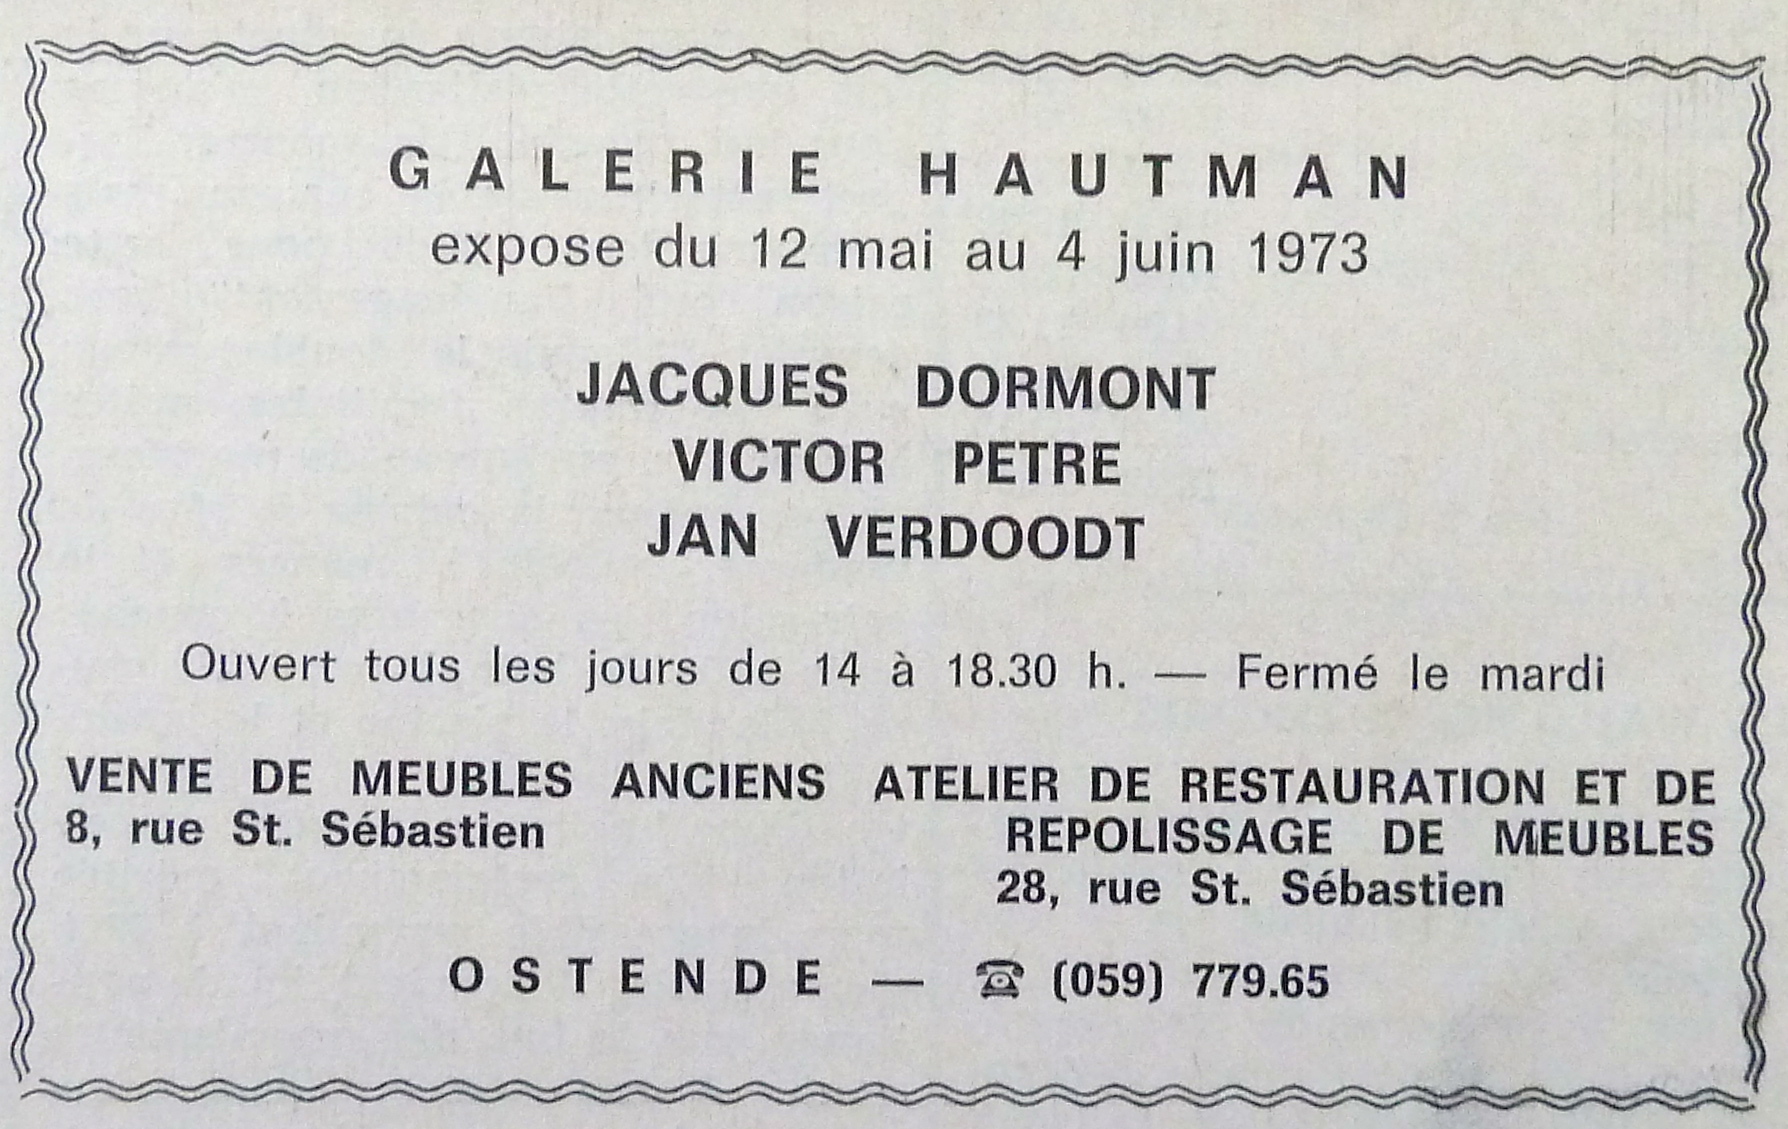 GALERIE HAUTMAN
expose du 12 mai au 4 juin 1973
JACQUES DORMONT
VICTOR PETRE
JAN VERDOODT
Ouvert tous les jours de 14 à 18.30 h. — Fermé le mardi
VENTE DE MEUBLES ANCIENS
8, rue St. Sébastien
ATELIER DE RESTAURATION ET DE
REPOLISSAGE DE MEUBLES
28, rue St. Sébastien
OSTENDE — ☎ (059) 779.65